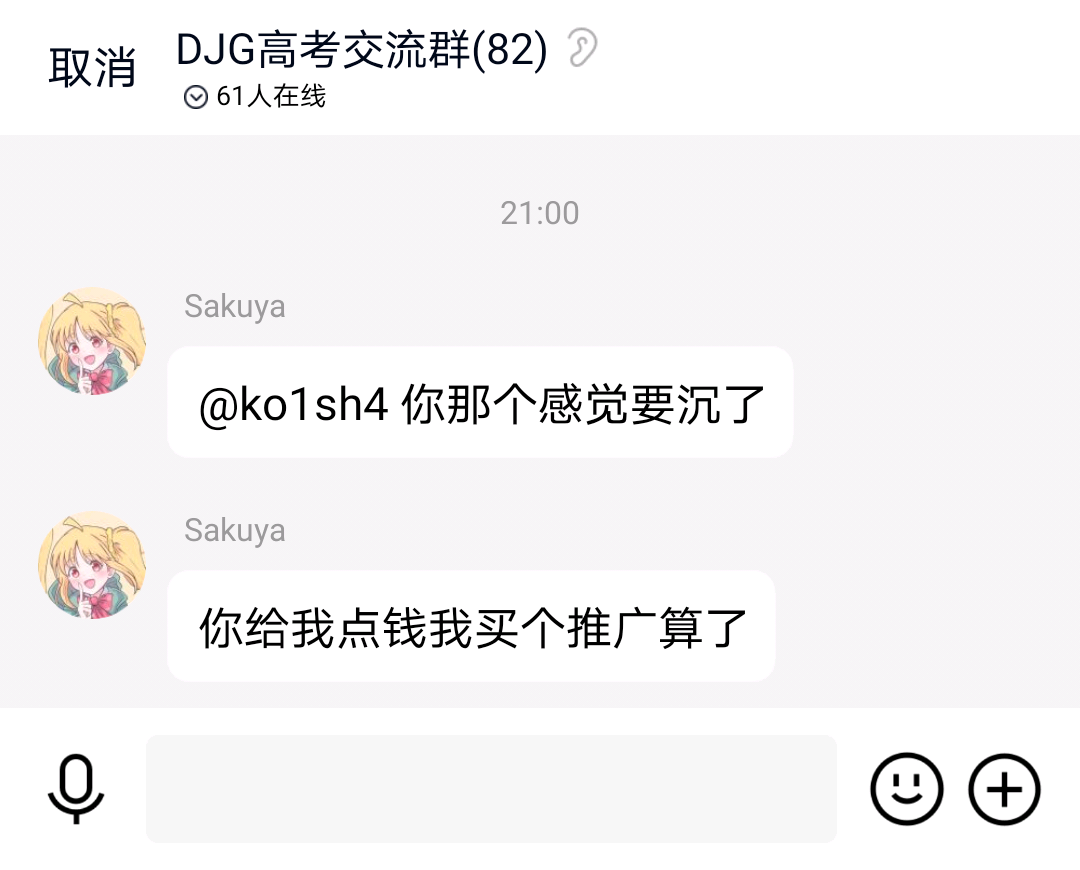 取消
DJG高考交流群(82)
61人在线
21:00
Sakuya
@ko1sh4 你那个感觉要沉了
Sakuya
你给我点钱我买个推广算了